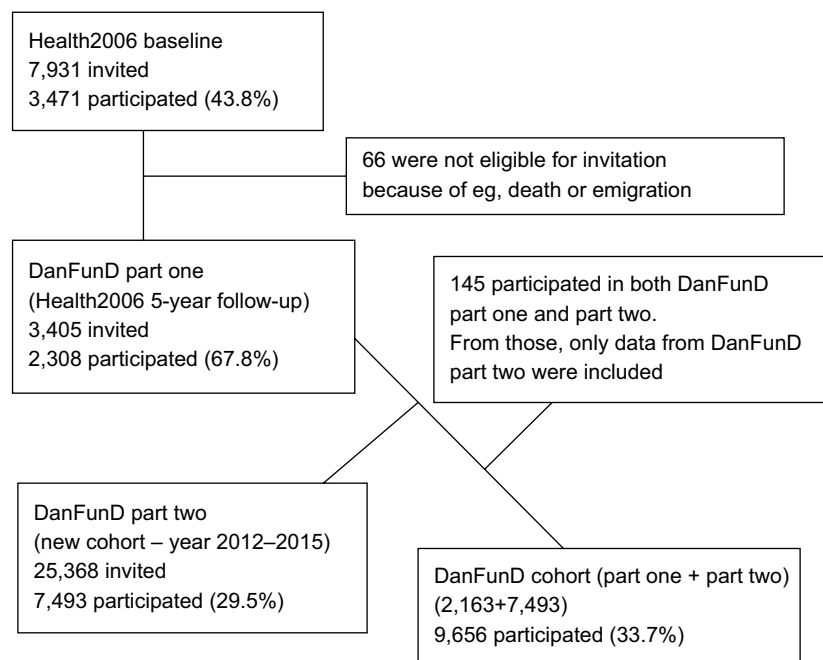 Health2006 baseline
7,931 invited
3,471 participated (43.8%)
66 were not eligible for invitation
because of eg, death or emigration
DanFunD part one
(Health2006 5-year follow-up)
3,405 invited
2,308 participated (67.8%)
145 participated in both DanFunD
part one and part two.
From those, only data from DanFunD
part two were included
DanFunD part two
(new cohort – year 2012–2015)
25,368 invited
7,493 participated (29.5%)
DanFunD cohort (part one + part two)
(2,163+7,493)
9,656 participated (33.7%)